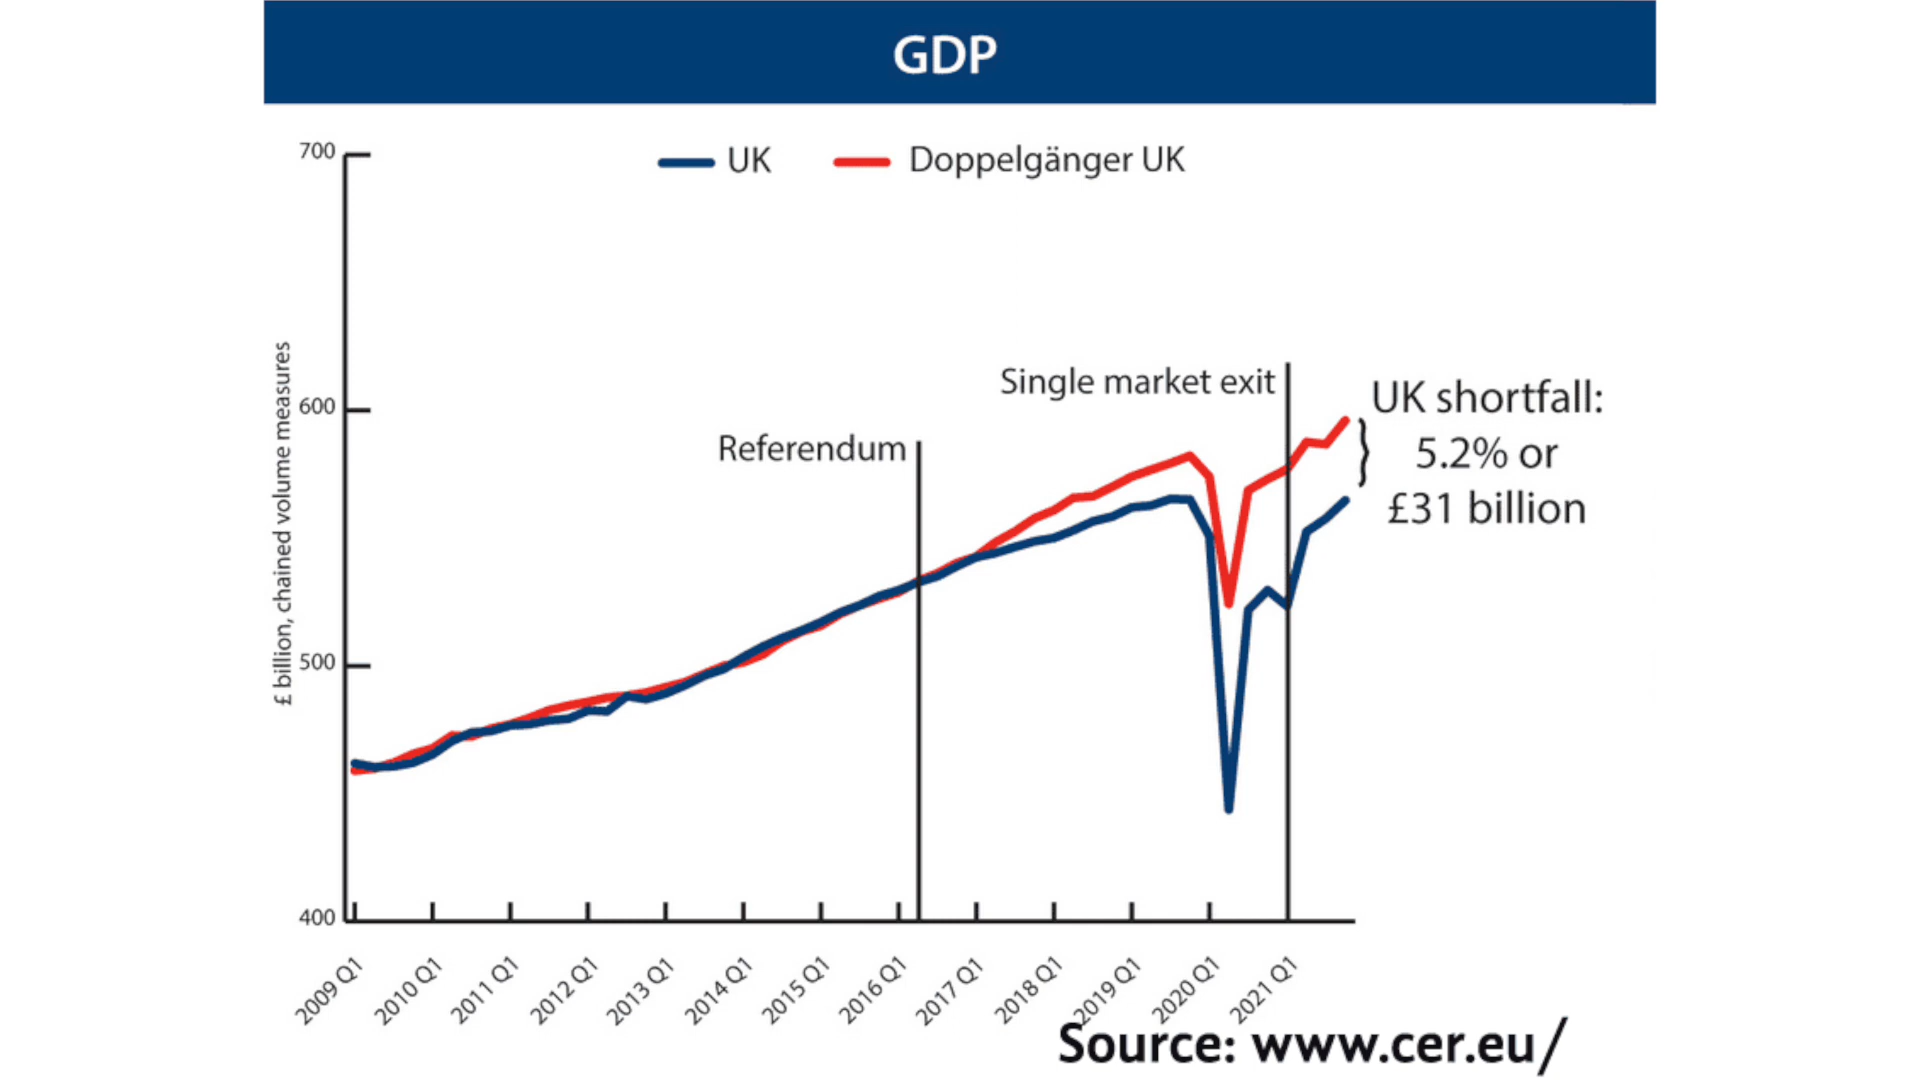 GDP
UK
Doppelgänger UK
700
600
500
400
£ billion, chained volume measures
Referendum
Single market exit
UK shortfall:
5.2% or
£31 billion
2009 Q1
2010 Q1
2011 Q1
2012 Q1
2013 Q1
2014 Q1
2015 Q1
2016 Q1
2017 Q1
2018 Q1
2019 Q1
2020 Q1
2021 Q1
Source: www.cer.eu/